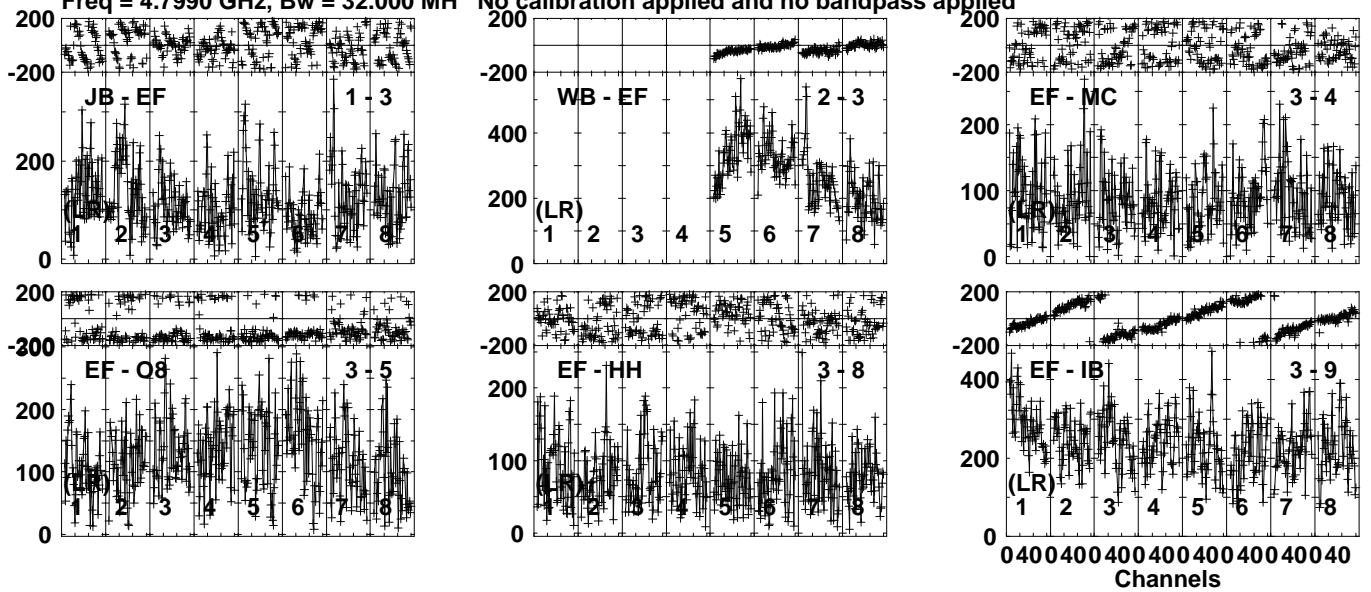 Freq = 4.7990 GHz, Bw = 32.000 MH No calibration applied and no bandpass applied
200
-200
JB - EF 1 - 3
200
(LR)
1 2 3 4 5 6 7 8
0
200
-200
WB - EF 2 - 3
400
200
(LR)
1 2 3 4 5 6 7 8
0
200
-200
EF - MC 3 - 4
200
100
(LR)
1 2 3 4 5 6 7 8
0
200
-200
300
EF - O8 3 - 5
200
100
(LR)
1 2 3 4 5 6 7 8
0
200
-200
EF - HH 3 - 8
200
100
(LR)
1 2 3 4 5 6 7 8
0
200
-200
EF - IB 3 - 9
400
200
(LR)
1 2 3 4 5 6 7 8
0
0 40 0 40 0 40 0 40 0 40 0 40 0 40 0 40
Channels